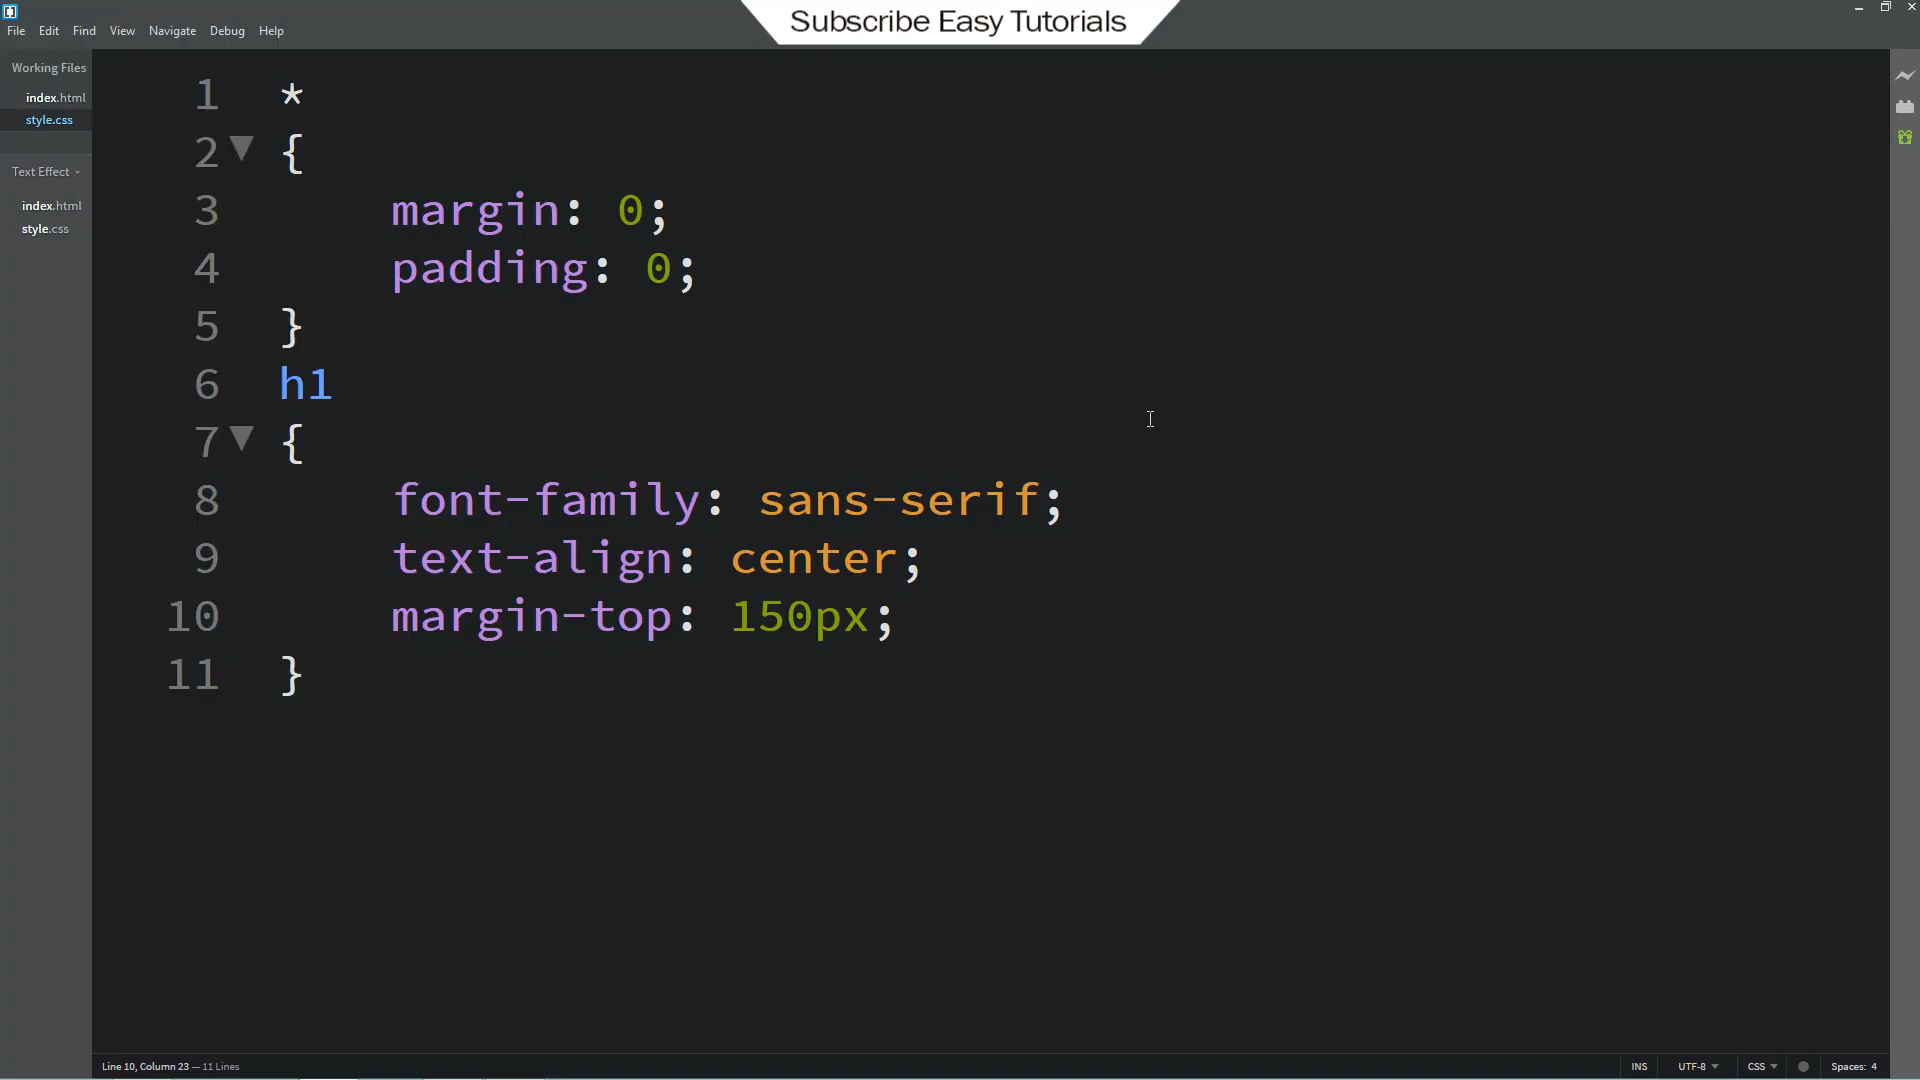 Subscribe Easy Tutorials
File Edit Find View Navigate Debug Help
Working Files
index.html
style.css
Text Effect
index.html
style.css
1 *
2 {
3 margin: 0;
4 padding: 0;
5 }
6 h1
7 {
8 font-family: sans-serif;
9 text-align: center;
10 margin-top: 150px;
11 }
Line 10, Column 23 — 11 Lines
INS UTF-8 CSS Spaces: 4